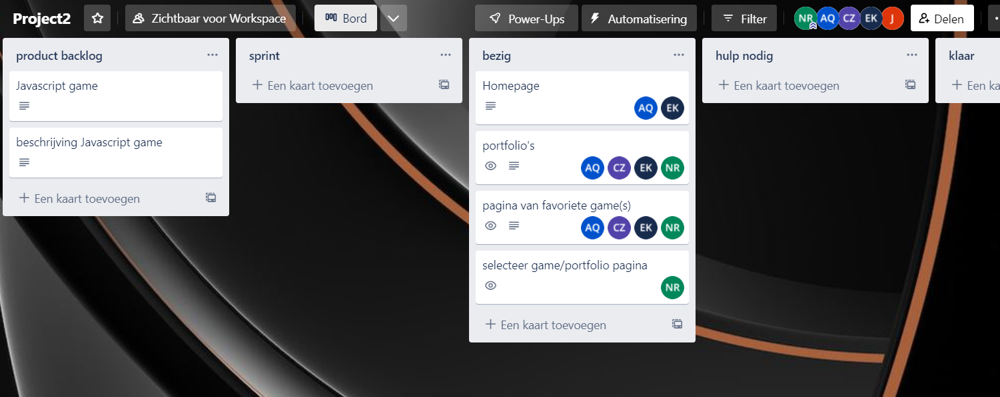 Project2
Zichtbaar voor Workspace
Bord
Power-Ups
Automatisering
Filter
NR AQ CZ EK J
Delen
product backlog
Javascript game
beschrijving Javascript game
Een kaart toevoegen
sprint
Een kaart toevoegen
bezig
Homepage
AQ EK
portfolio's
AQ CZ EK NR
pagina van favoriete game(s)
AQ CZ EK NR
selecteer game/portfolio pagina
NR
Een kaart toevoegen
hulp nodig
Een kaart toevoegen
klaar
Een ka